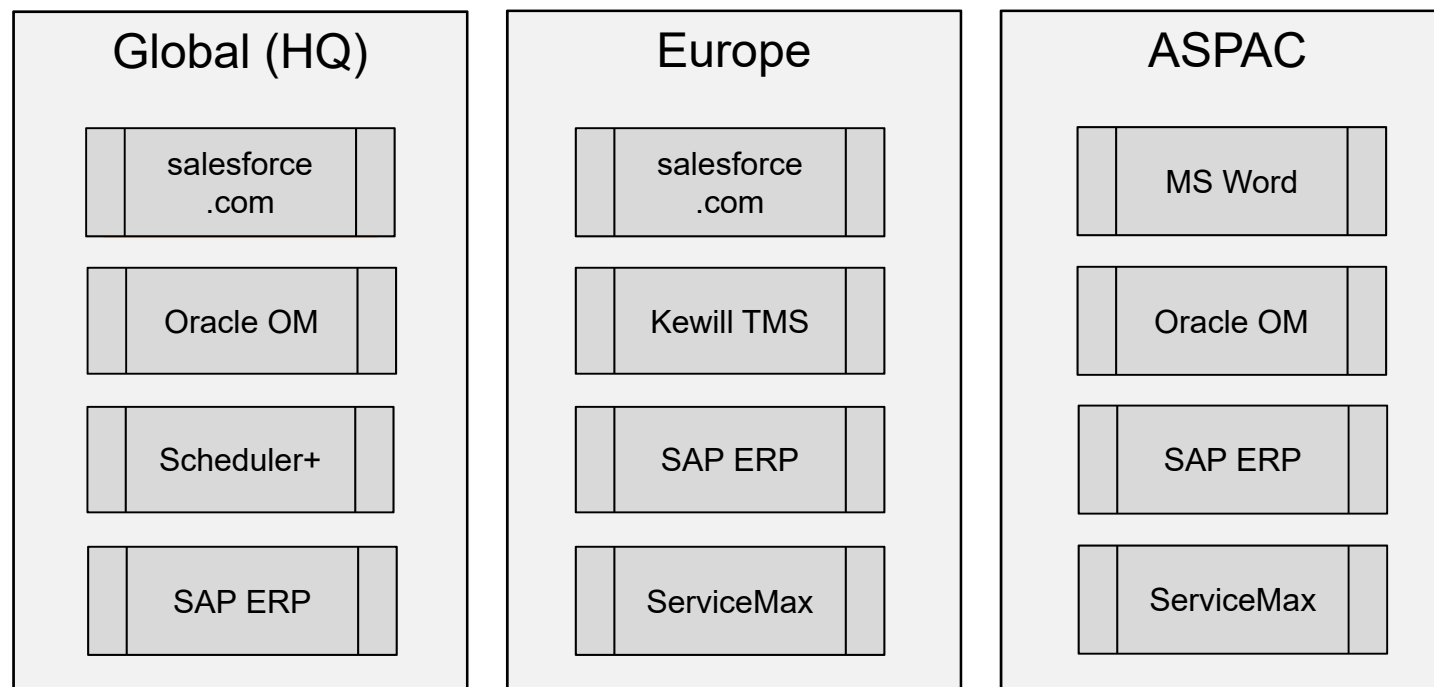 Global (HQ)
salesforce
.com
Oracle OM
Scheduler+
SAP ERP
Europe
salesforce
.com
Kewill TMS
SAP ERP
ServiceMax
ASPAC
MS Word
Oracle OM
SAP ERP
ServiceMax